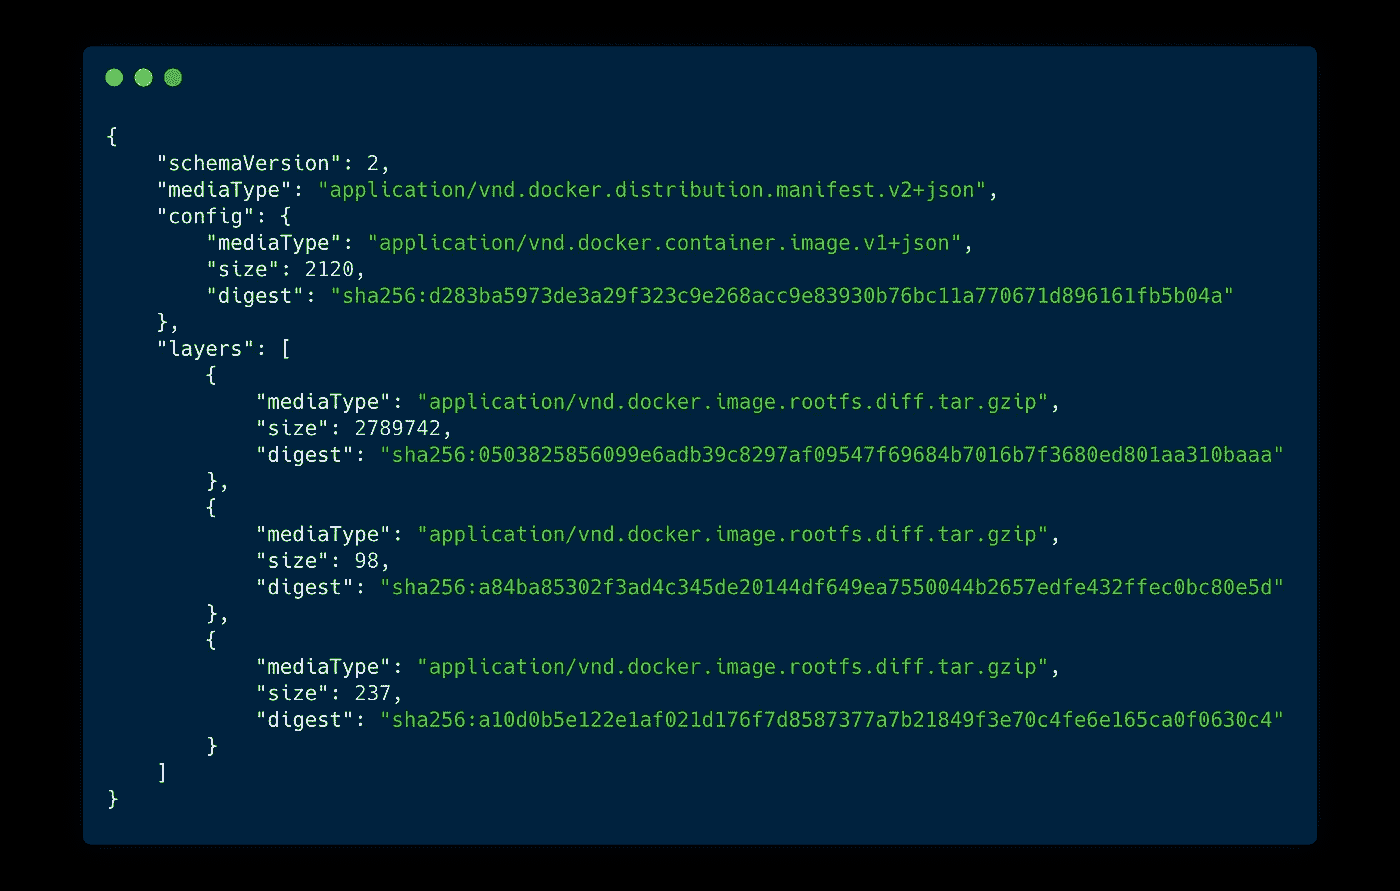 {
    "schemaVersion": 2,
    "mediaType": "application/vnd.docker.distribution.manifest.v2+json",
    "config": {
        "mediaType": "application/vnd.docker.container.image.v1+json",
        "size": 2120,
        "digest": "sha256:d283ba5973de3a29f323c9e268acc9e83930b76bc11a770671d896161fb5b04a"
    },
    "layers": [
        {
            "mediaType": "application/vnd.docker.image.rootfs.diff.tar.gzip",
            "size": 2789742,
            "digest": "sha256:0503825856099e6adb39c8297af09547f69684b7016b7f3680ed801aa310baaa"
        },
        {
            "mediaType": "application/vnd.docker.image.rootfs.diff.tar.gzip",
            "size": 98,
            "digest": "sha256:a84ba85302f3ad4c345de20144df649ea7550044b2657edfe432ffec0bc80e5d"
        },
        {
            "mediaType": "application/vnd.docker.image.rootfs.diff.tar.gzip",
            "size": 237,
            "digest": "sha256:a10d0b5e122e1af021d176f7d8587377a7b21849f3e70c4fe6e165ca0f0630c4"
        }
    ]
}